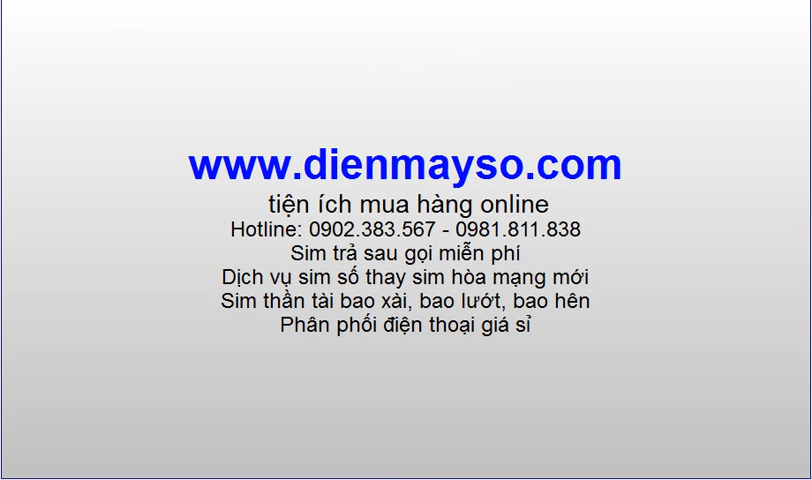 www.dienmayso.com
tiện ích mua hàng online
Hotline: 0902.383.567 - 0981.811.838
Sim trả sau gọi miễn phí
Dịch vụ sim số thay sim hòa mạng mới
Sim thần tài bao xài, bao lướt, bao hên
Phân phối điện thoại giá sỉ